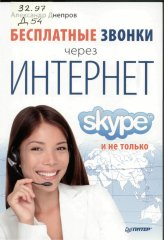 32.97
Д 54
Александр Днепров
БЕСПЛАТНЫЕ ЗВОНКИ
через
ИНТЕРНЕТ
skype
и не только
ПИТЕР